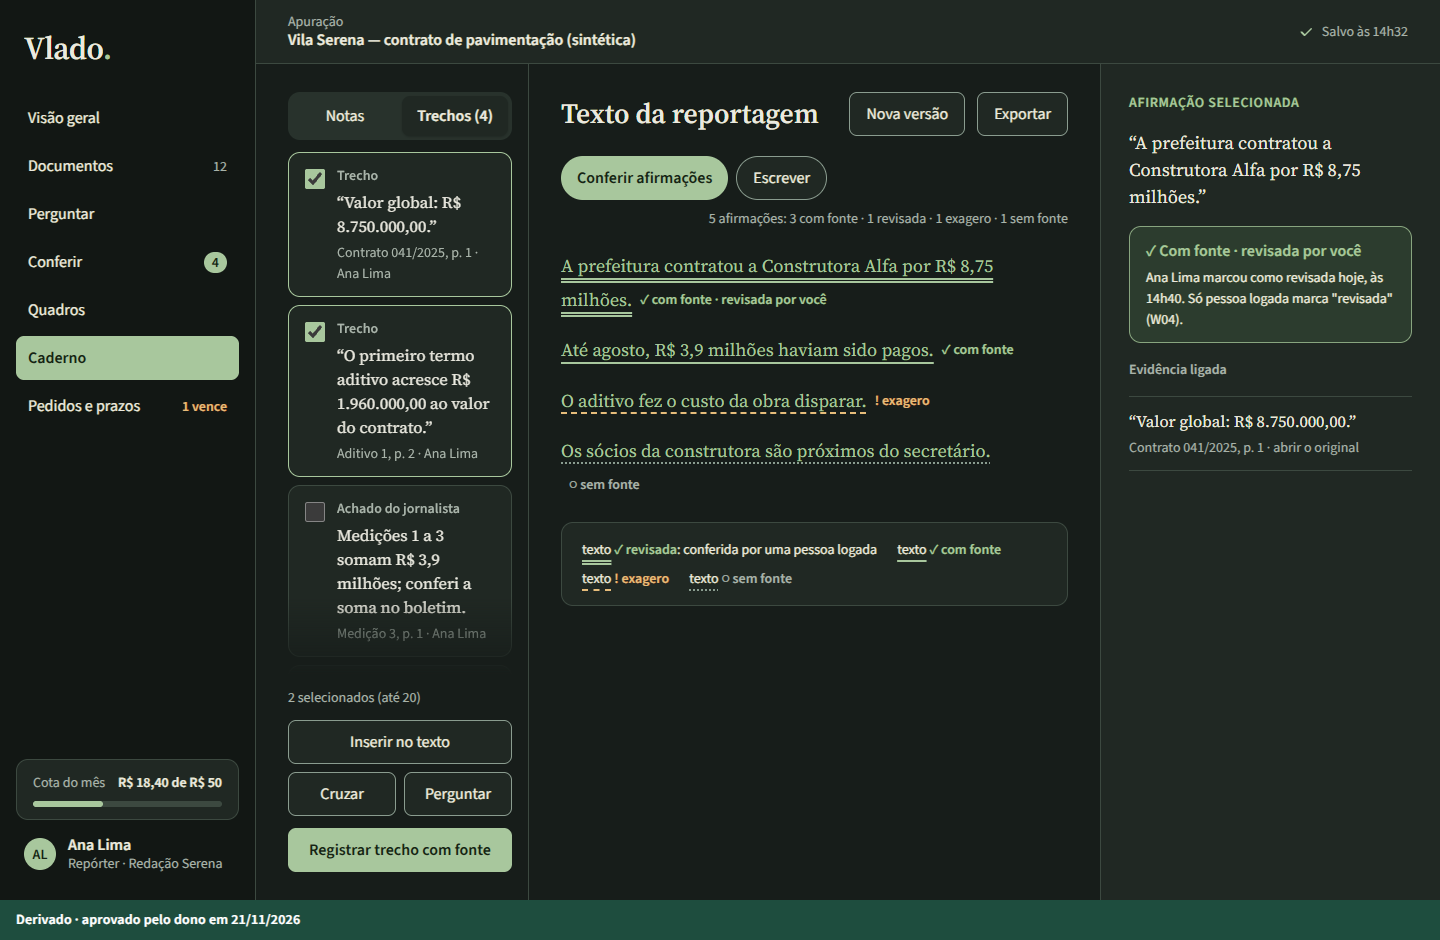 Vlado.
Visão geral
Documentos 12
Perguntar
Conferir 4
Quadros
Caderno
Pedidos e prazos 1 vence
Cota do mês R$ 18,40 de R$ 50
AL
Ana Lima
Repórter · Redação Serena
Apuração
Vila Serena — contrato de pavimentação (sintética)
Salvo às 14h32
Notas Trechos (4)
Trecho
“Valor global: R$
8.750.000,00.”
Contrato 041/2025, p. 1 ·
Ana Lima
Trecho
“O primeiro termo
aditivo acresce R$
1.960.000,00 ao valor
do contrato.”
Aditivo 1, p. 2 · Ana Lima
Achado do jornalista
Medições 1 a 3
somam R$ 3,9
milhões; conferi a
soma no boletim.
Medição 3, p. 1 · Ana Lima
2 selecionados (até 20)
Inserir no texto
Cruzar Perguntar
Registrar trecho com fonte
Texto da reportagem
Nova versão Exportar
Conferir afirmações Escrever
5 afirmações: 3 com fonte · 1 revisada · 1 exagero · 1 sem fonte
A prefeitura contratou a Construtora Alfa por R$ 8,75
milhões. ✓ com fonte · revisada por você
Até agosto, R$ 3,9 milhões haviam sido pagos. ✓ com fonte
O aditivo fez o custo da obra disparar. ! exagero
Os sócios da construtora são próximos do secretário.
○ sem fonte
texto ✓ revisada: conferida por uma pessoa logada texto ✓ com fonte
texto ! exagero texto ○ sem fonte
AFIRMAÇÃO SELECIONADA
“A prefeitura contratou a
Construtora Alfa por R$ 8,75
milhões.”
✓ Com fonte · revisada por você
Ana Lima marcou como revisada hoje, às
14h40. Só pessoa logada marca "revisada"
(W04).
Evidência ligada
“Valor global: R$ 8.750.000,00.”
Contrato 041/2025, p. 1 · abrir o original
Derivado · aprovado pelo dono em 21/11/2026